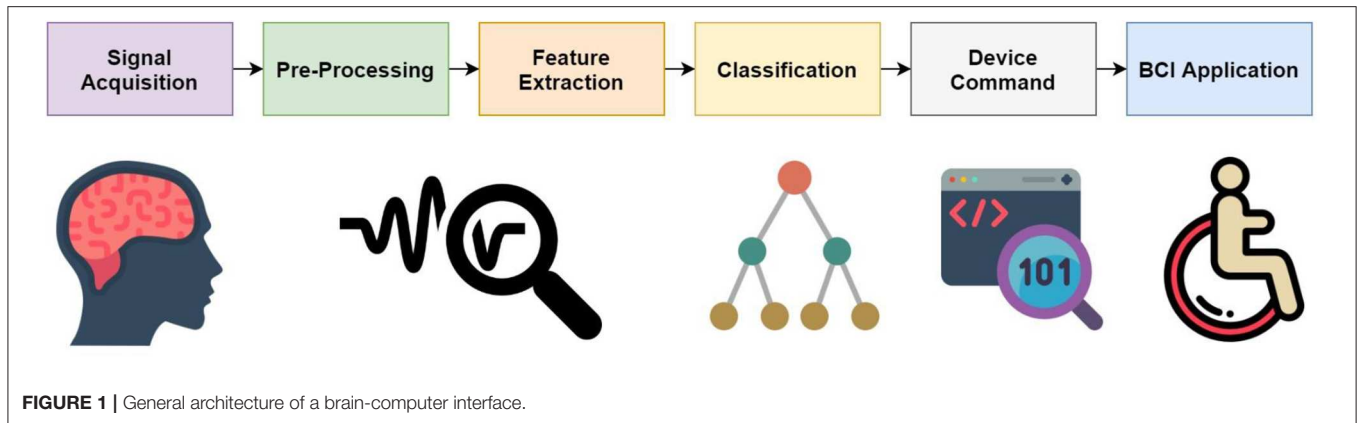 Signal
Acquisition
Pre-Processing
Feature
Extraction
Classification
Device
Command
BCI Application
</>
101
FIGURE 1 | General architecture of a brain-computer interface.